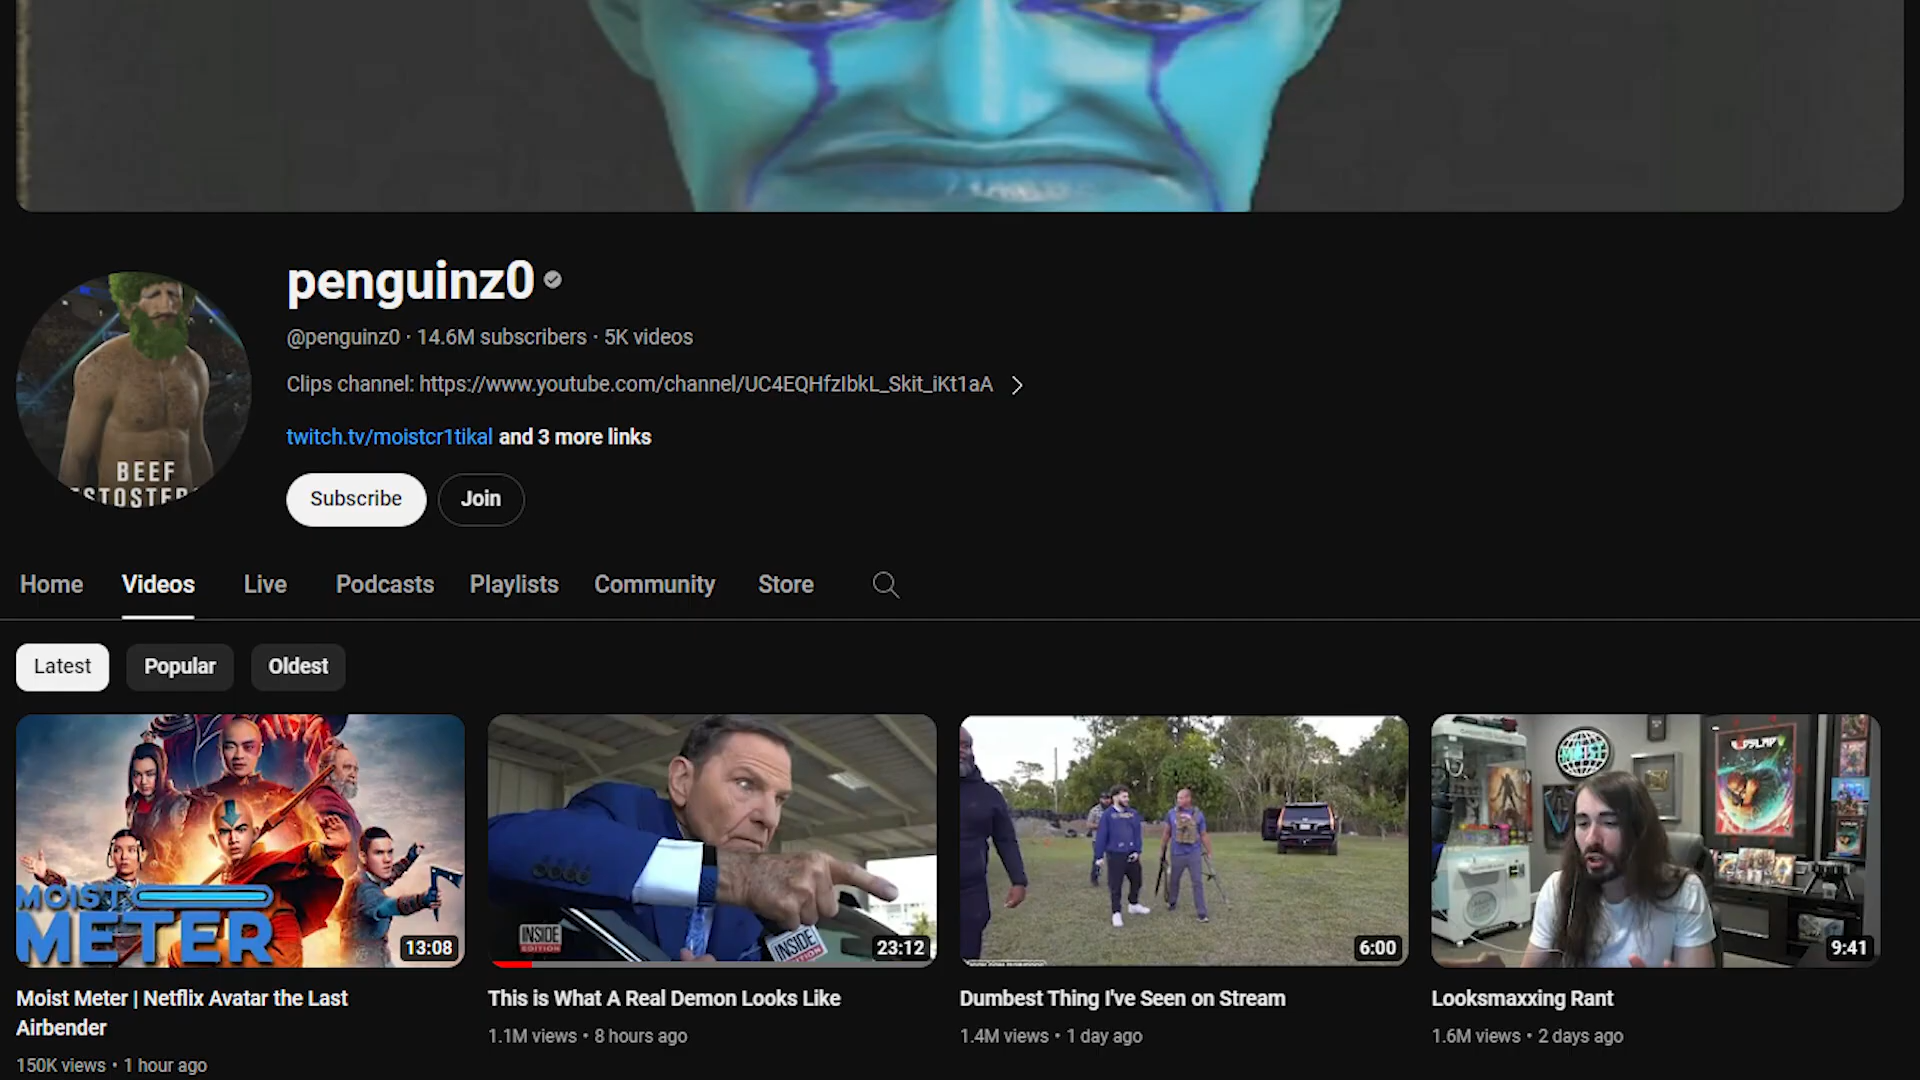 penguinz0
@penguinz0 · 14.6M subscribers · 5K videos
Clips channel: https://www.youtube.com/channel/UC4EQHfzIbkL_Skit_iKt1aA
twitch.tv/moistcr1tikal and 3 more links
BEEF
STOSTER
Subscribe Join
Home Videos Live Podcasts Playlists Community Store
Latest Popular Oldest
MOIST
METER
13:08
INSIDE
EDITION
INSIDE
23:12
6:00
MOIST
9:41
Moist Meter | Netflix Avatar the Last
Airbender
150K views • 1 hour ago
This is What A Real Demon Looks Like
1.1M views • 8 hours ago
Dumbest Thing I've Seen on Stream
1.4M views • 1 day ago
Looksmaxxing Rant
1.6M views • 2 days ago